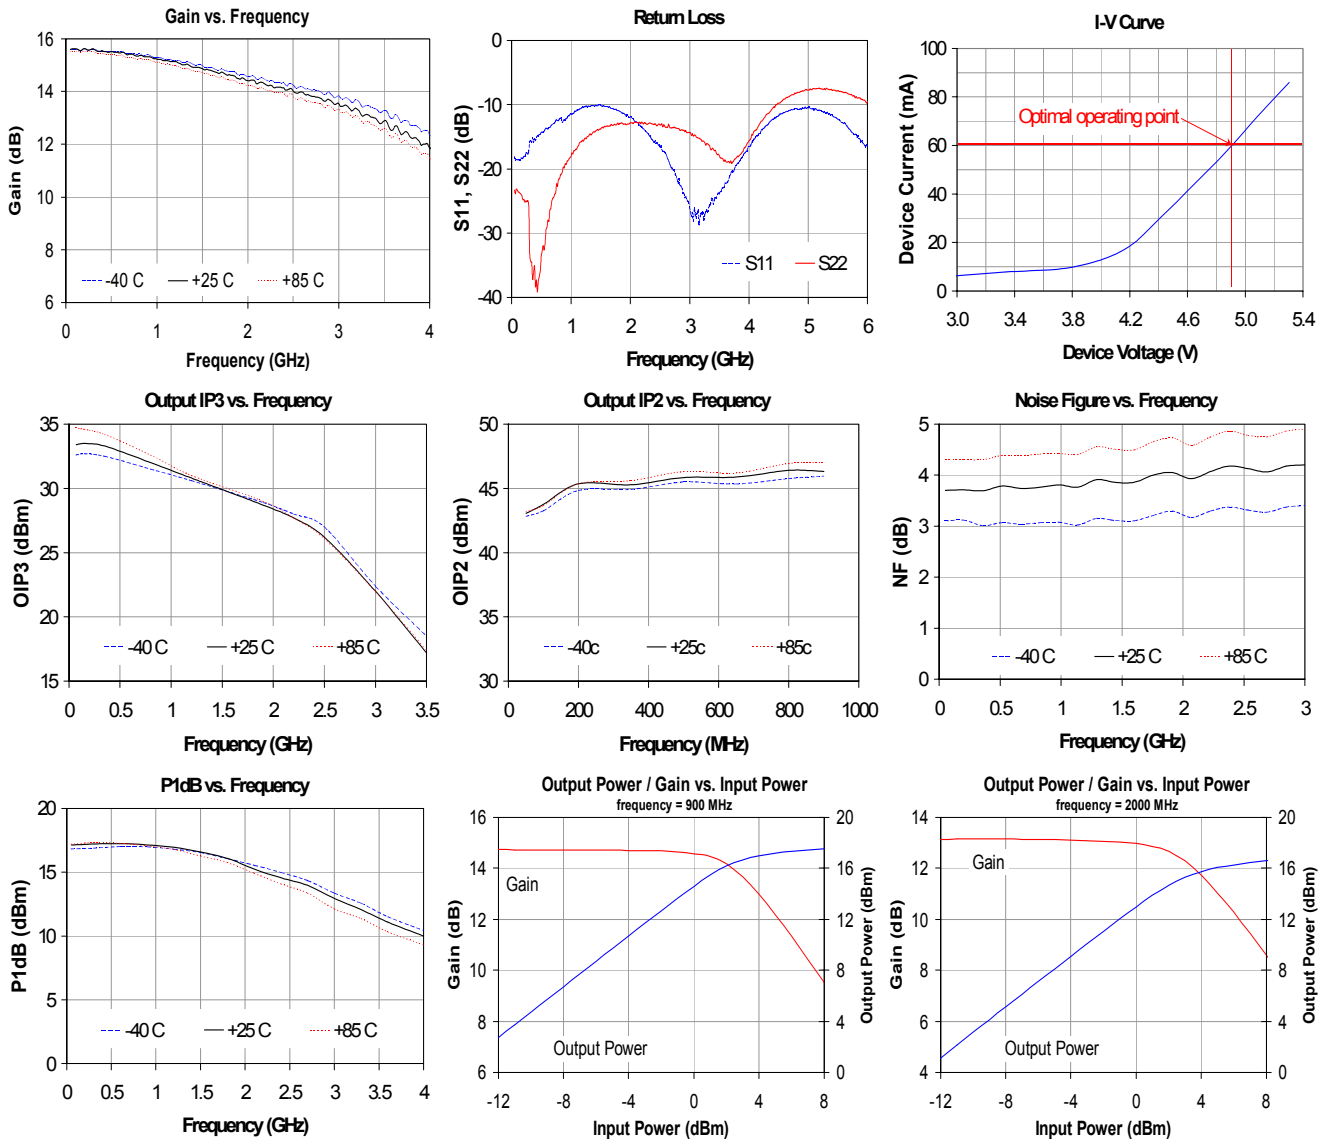 Gain vs. Frequency
16
14
12
10
8
6
Gain (dB)
-40 C
+25 C
+85 C
0
1
2
3
4
Frequency (GHz)
Return Loss
0
-10
-20
-30
-40
S11, S22 (dB)
S11
S22
0
1
2
3
4
5
6
Frequency (GHz)
I-V Curve
100
80
60
40
20
0
Device Current (mA)
Optimal operating point
3.0
3.4
3.8
4.2
4.6
5.0
5.4
Device Voltage (V)
Output IP3 vs. Frequency
35
30
25
20
15
OIP3 (dBm)
-40 C
+25 C
+85 C
0
0.5
1
1.5
2
2.5
3
3.5
Frequency (GHz)
Output IP2 vs. Frequency
50
45
40
35
30
OIP2 (dBm)
-40c
+25c
+85c
0
200
400
600
800
1000
Frequency (MHz)
Noise Figure vs. Frequency
5
4
3
2
1
0
NF (dB)
-40 C
+25 C
+85 C
0
0.5
1
1.5
2
2.5
3
Frequency (GHz)
P1dB vs. Frequency
20
15
10
5
0
P1dB (dBm)
-40 C
+25 C
+85 C
0
0.5
1
1.5
2
2.5
3
3.5
4
Frequency (GHz)
Output Power / Gain vs. Input Power
frequency = 900 MHz
16
14
12
10
8
6
Gain (dB)
Gain
Output Power
20
16
12
8
4
0
Output Power (dBm)
-12
-8
-4
0
4
8
Input Power (dBm)
Output Power / Gain vs. Input Power
frequency = 2000 MHz
14
12
10
8
6
4
Gain (dB)
Gain
Output Power
20
16
12
8
4
0
Output Power (dBm)
-12
-8
-4
0
4
8
Input Power (dBm)